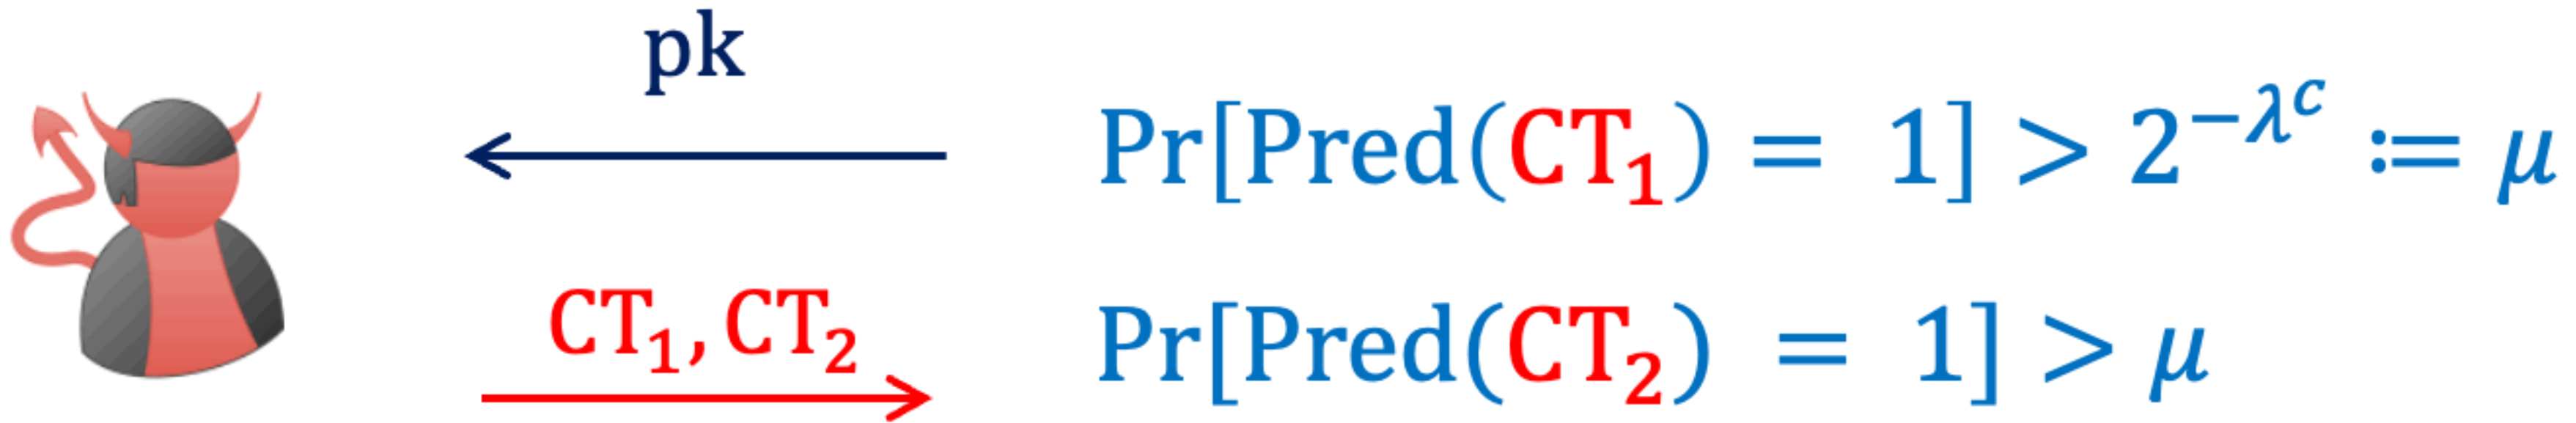 pk
Pr[Pred(CT₁) = 1] > 2^{−λ^c} ≔ μ
CT₁, CT₂
Pr[Pred(CT₂) = 1] > μ